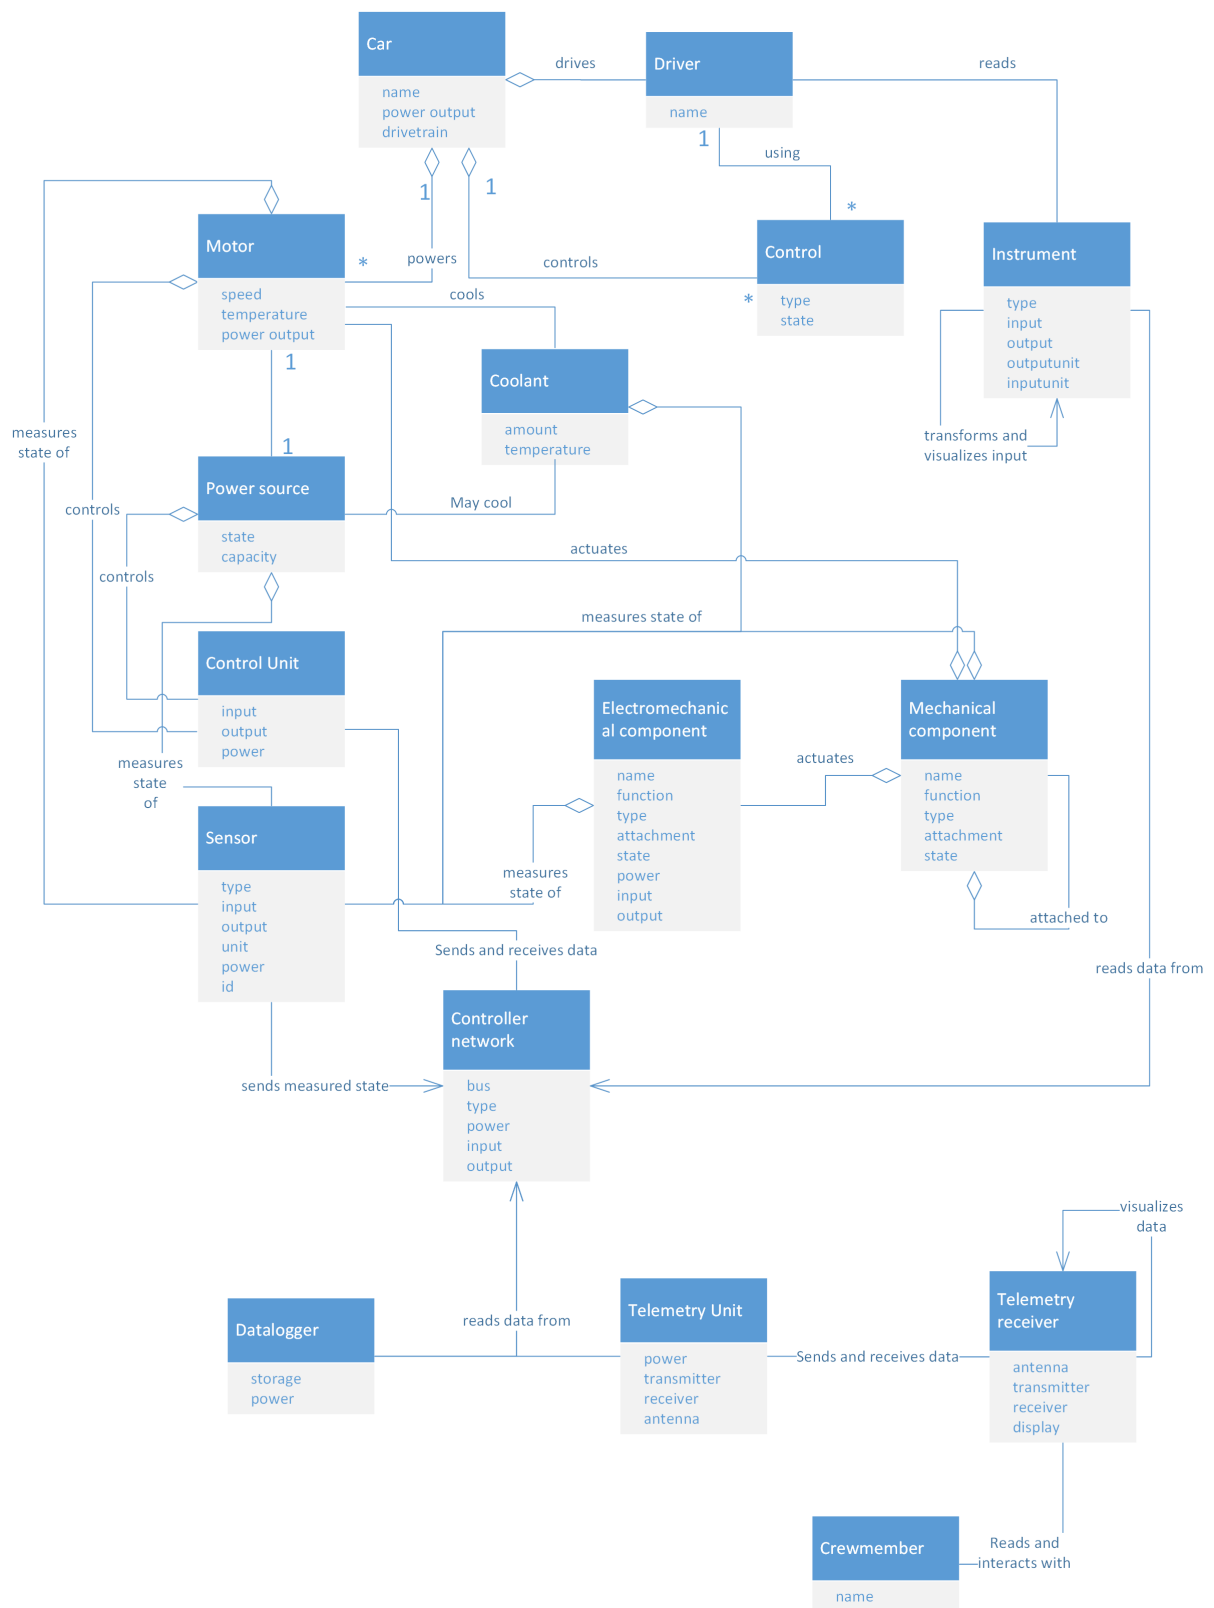 Car
name
power output
drivetrain
drives
Driver
name
1
reads
using
*
1
1
*
powers
Motor
speed
temperature
power output
1
controls
*
Control
type
state
Instrument
type
input
output
outputunit
inputunit
transforms and
visualizes input
cools
Coolant
amount
temperature
measures
state of
1
Power source
state
capacity
May cool
controls
controls
actuates
measures state of
Control Unit
input
output
power
measures
state
of
Electromechanic
al component
name
function
type
attachment
state
power
input
output
actuates
Mechanical
component
name
function
type
attachment
state
attached to
Sensor
type
input
output
unit
power
id
measures
state of
Sends and receives data
reads data from
Controller
network
bus
type
power
input
output
sends measured state
visualizes
data
reads data from
Datalogger
storage
power
Telemetry Unit
power
transmitter
receiver
antenna
Sends and receives data
Telemetry
receiver
antenna
transmitter
receiver
display
Reads and
interacts with
Crewmember
name